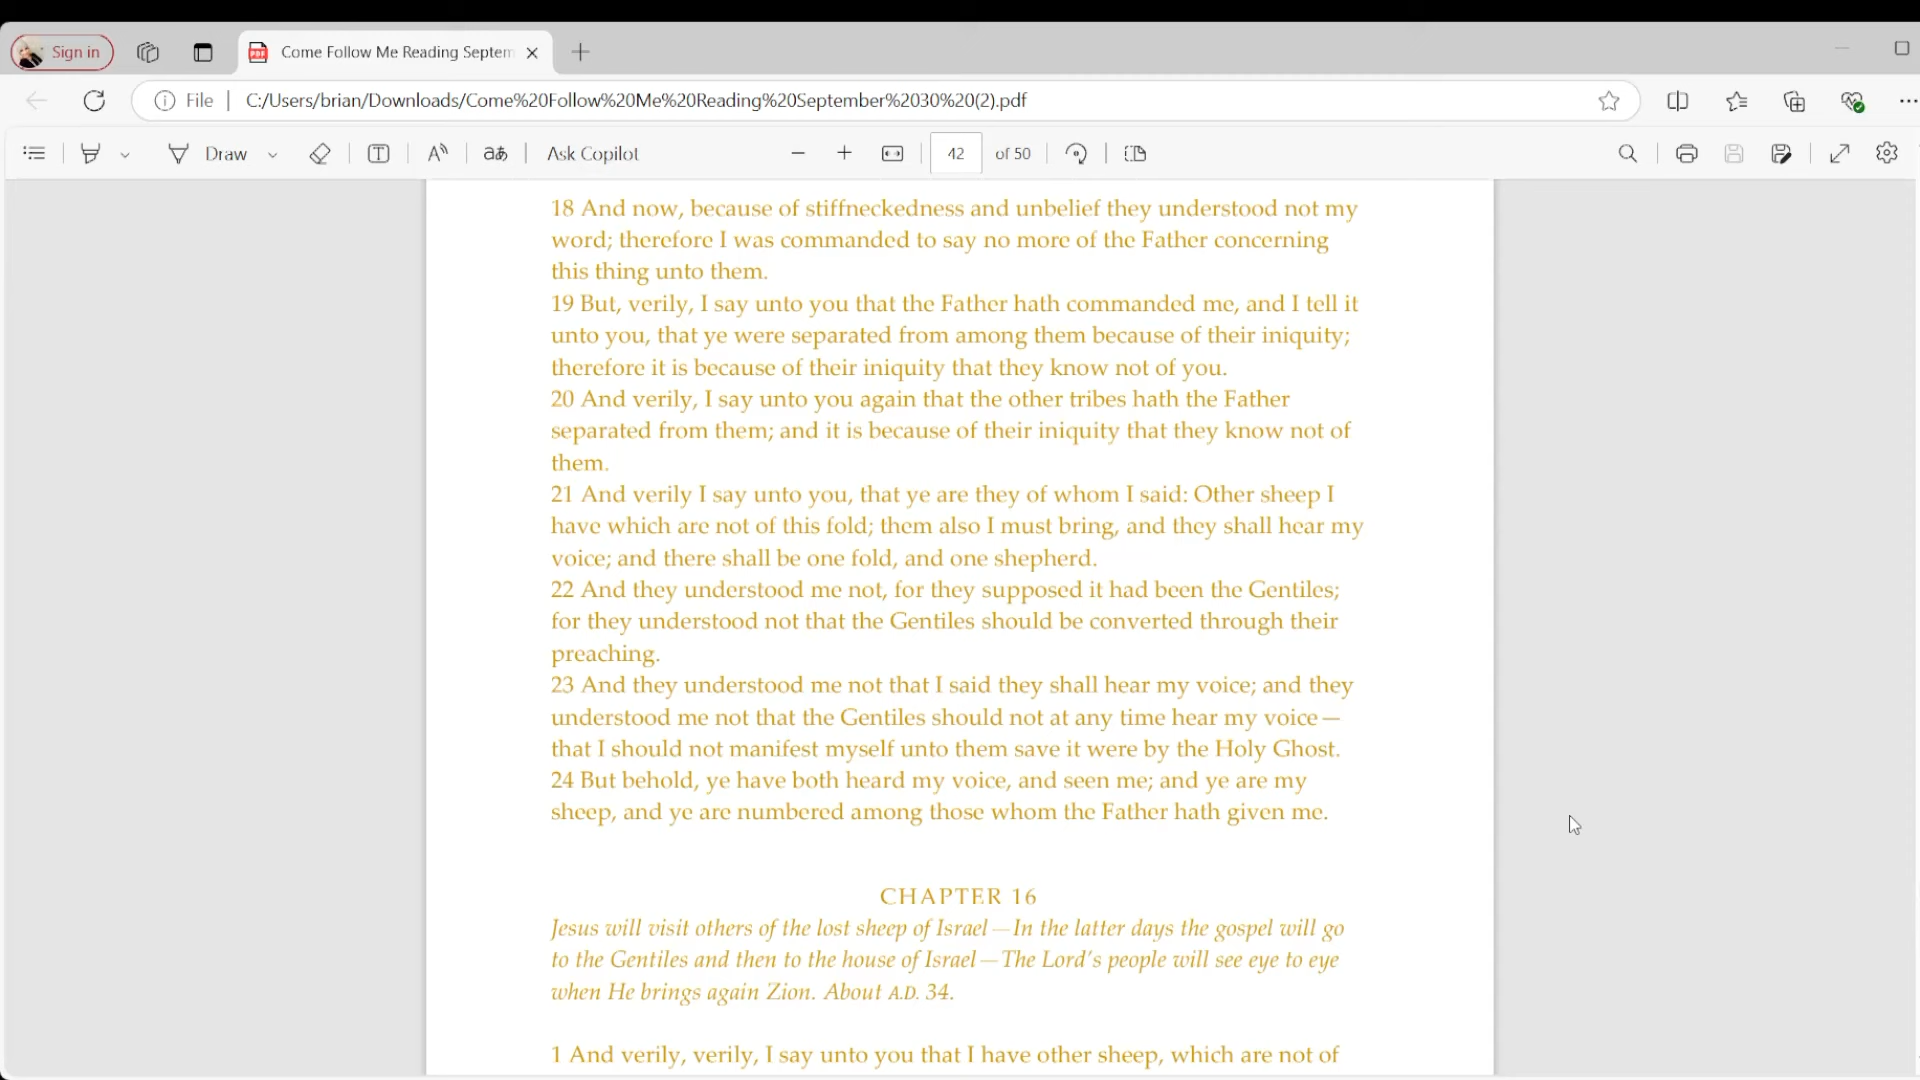 Sign in
Come Follow Me Reading Septem
File
C:/Users/brian/Downloads/Come%20Follow%20Me%20Reading%20September%2030%20(2).pdf
Draw
Ask Copilot
42 of 50
18 And now, because of stiffneckedness and unbelief they understood not my
word; therefore I was commanded to say no more of the Father concerning
this thing unto them.
19 But, verily, I say unto you that the Father hath commanded me, and I tell it
unto you, that ye were separated from among them because of their iniquity;
therefore it is because of their iniquity that they know not of you.
20 And verily, I say unto you again that the other tribes hath the Father
separated from them; and it is because of their iniquity that they know not of
them.
21 And verily I say unto you, that ye are they of whom I said: Other sheep I
have which are not of this fold; them also I must bring, and they shall hear my
voice; and there shall be one fold, and one shepherd.
22 And they understood me not, for they supposed it had been the Gentiles;
for they understood not that the Gentiles should be converted through their
preaching.
23 And they understood me not that I said they shall hear my voice; and they
understood me not that the Gentiles should not at any time hear my voice—
that I should not manifest myself unto them save it were by the Holy Ghost.
24 But behold, ye have both heard my voice, and seen me; and ye are my
sheep, and ye are numbered among those whom the Father hath given me.
CHAPTER 16
Jesus will visit others of the lost sheep of Israel—In the latter days the gospel will go
to the Gentiles and then to the house of Israel—The Lord's people will see eye to eye
when He brings again Zion. About A.D. 34.
1 And verily, verily, I say unto you that I have other sheep, which are not of